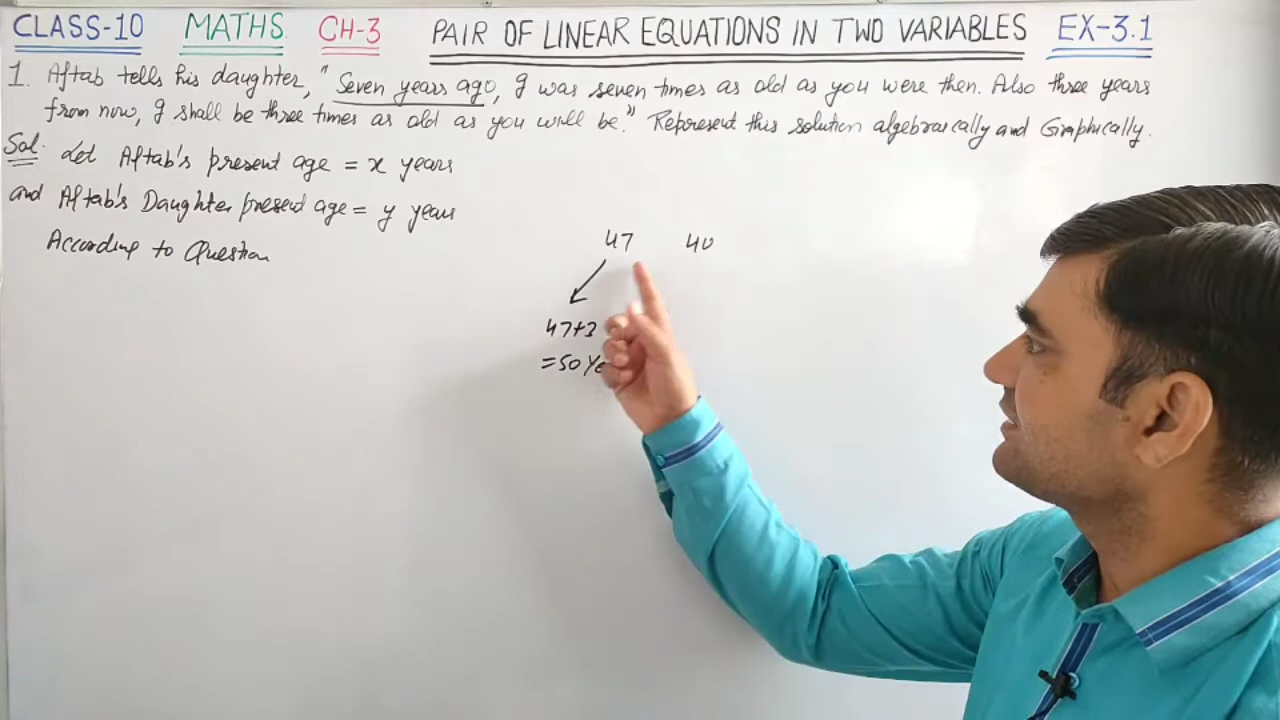 CLASS-10 MATHS CH-3 PAIR OF LINEAR EQUATIONS IN TWO VARIABLES EX-3.1
1. Aftab tells his daughter, "Seven years ago, I was seven times as old as you were then. Also three years
from now, I shall be three times as old as you will be." Represent this solution algebraically and Graphically.
Sol. Let Aftab's present age = x years
and Aftab's Daughter present age = y years
According to Question
47 40
47+3
=50 Ye